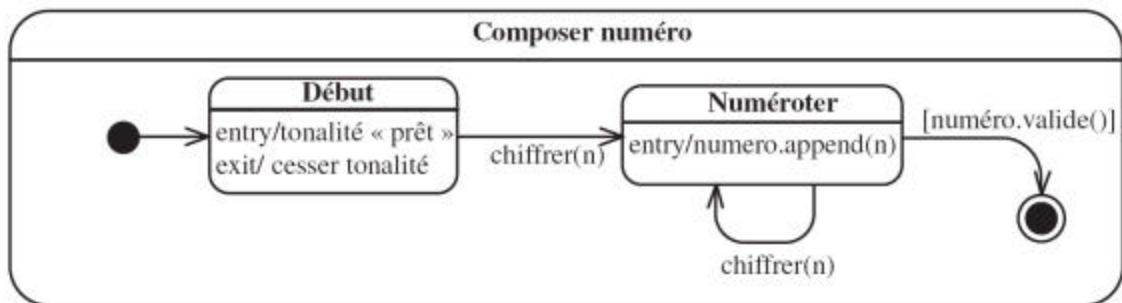 Composer numéro
Début
entry/tonalité « prêt »
exit/ cesser tonalité
chiffrer(n)
Numéroter
entry/numero.append(n)
chiffrer(n)
[numéro.valide()]